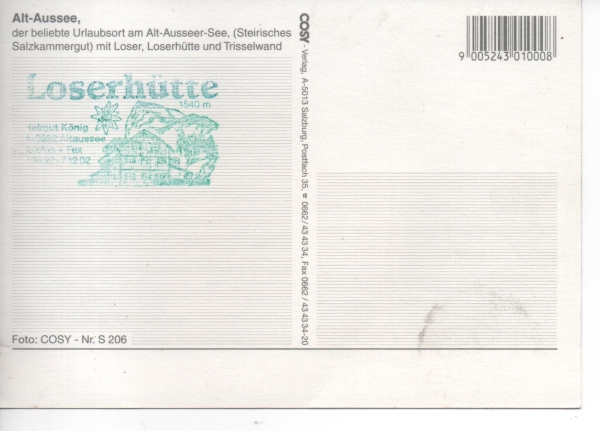 Alt-Aussee,
der beliebte Urlaubsort am Alt-Ausseer-See, (Steirisches
Salzkammergut) mit Loser, Loserhütte und Trisselwand
Loserhütte
1540 m
Helmut König
Altaussee
Fax
COSY - Verlag, A-5013 Salzburg, Postfach 35, ☎ 0662/43 43 34, Fax 0662 / 43 43 34-20
9 005243 010008
Foto: COSY - Nr. S 206